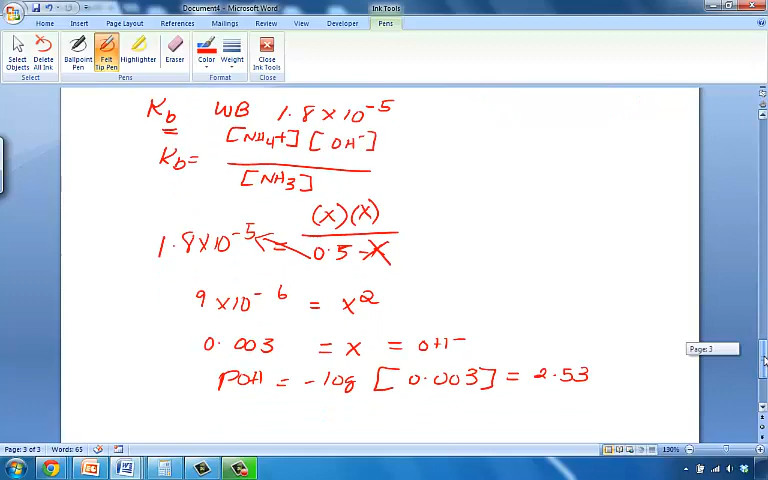 Document4 - Microsoft Word
Ink Tools
Home Insert Page Layout References Mailings Review View Developer Pens
Select Objects
Delete All Ink
Ballpoint Pen
Felt Tip Pen
Highlighter
Eraser
Color
Weight
Close Ink Tools
Select
Pens
Format
Close
Kb WB 1.8×10⁻⁵
[NH4+] [OH⁻]
Kb=
[NH3]
(x)(x)
1.8×10⁻⁵ =
0.5 - x
9×10⁻⁶ = x²
0.003 = x = OH⁻
POH = -log [0.003] = 2.53
Page: 3
Page: 3 of 3 Words: 65 130%